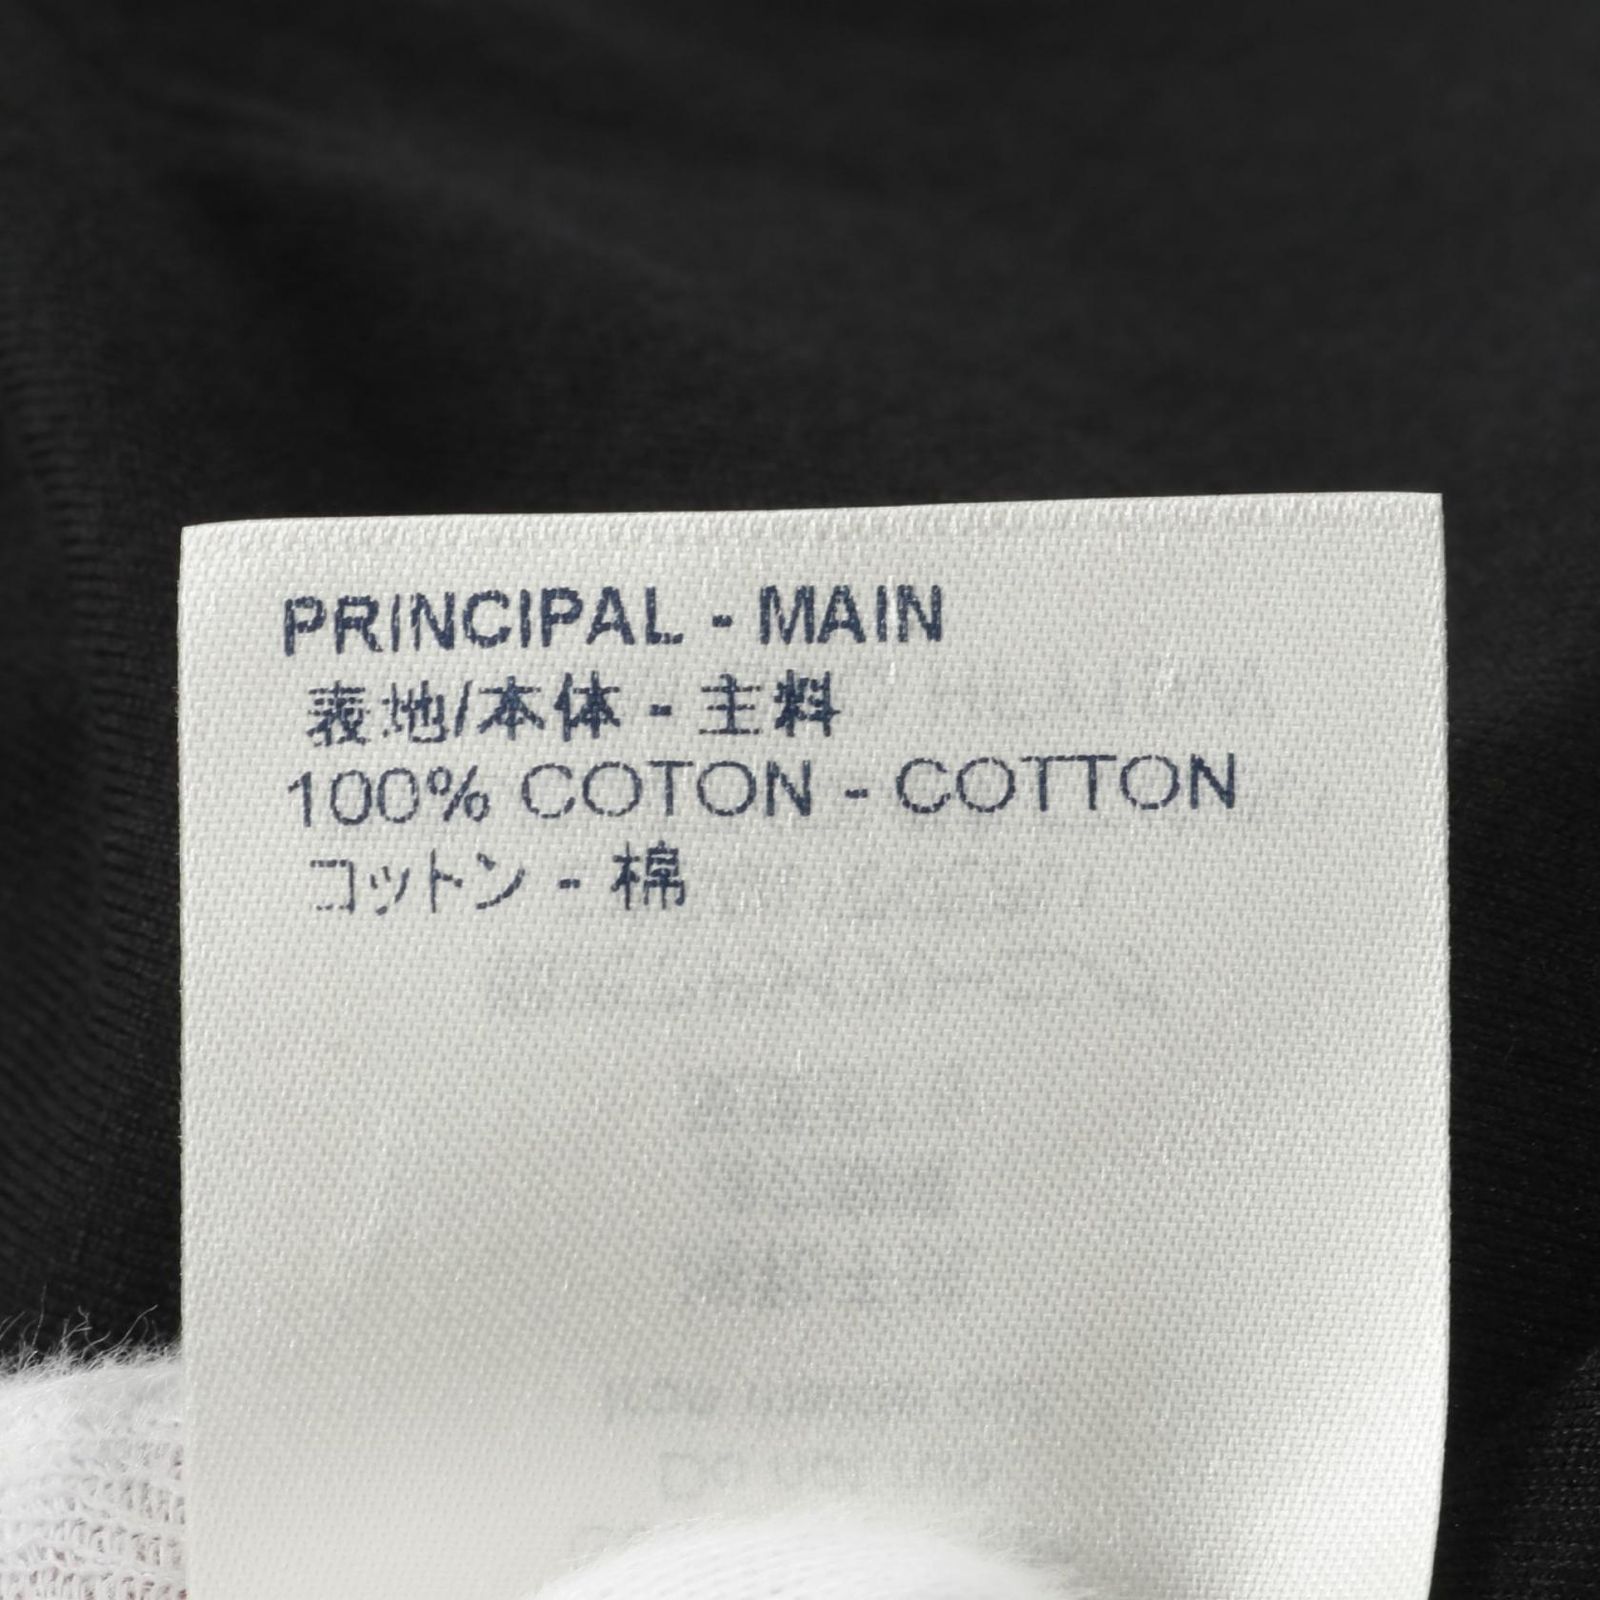 PRINCIPAL - MAIN
表地/本体 - 主料
100% COTON - COTTON
コットン - 棉